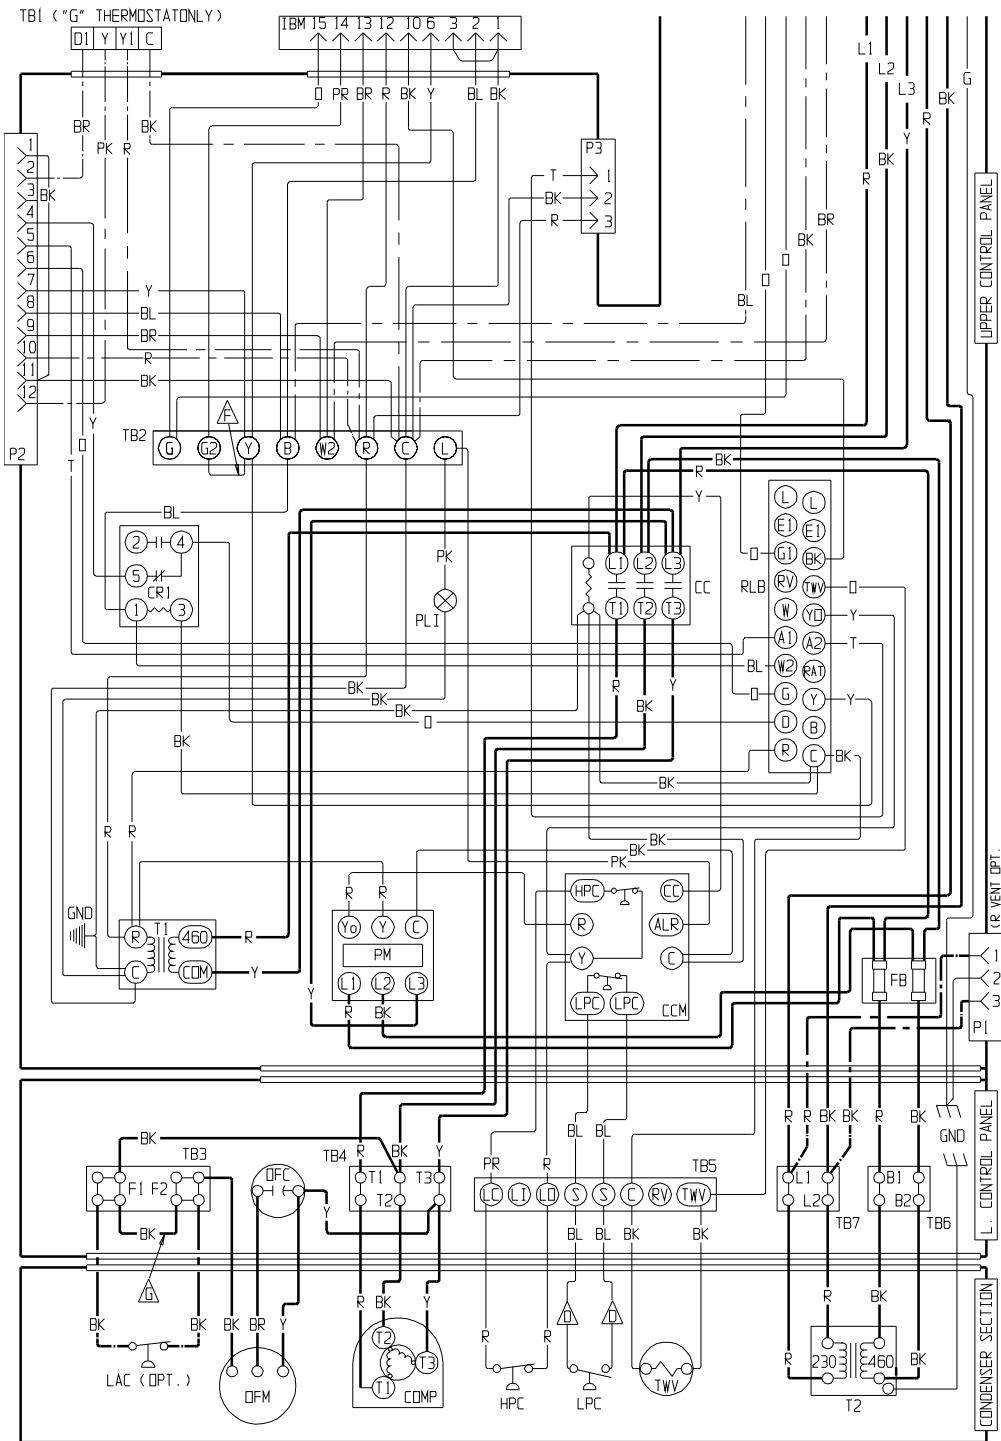 TB1 ("G" THERMOSTATONLY)
D1 Y Y1 C
IBM 15 14 13 12 10 6 3 2 1
L1
L2
L3
G
R
BK
O PR BR R BK Y BL BK
BR
PK
R
BK
Y
BK
R
P3
1
2
3
T
BK
R
1
2
3
4
5
6
7
8
9
10
11
12
BK
P2
UPPER CONTROL PANEL
BR
BK
O
O
BL
Y
BL
BR
R
BK
Y
O
T
F
TB2
G G2 Y B W2 R C L
BK
R
Y
BL
2 4
5
CR1
1 3
PK
PLI
L1 L2 L3
CC
T1 T2 T3
RLB
L L
E1 E1
G1 BK
RV TWV
W YO
A1 A2
W2 RAT
G Y
O B
R C
O
O
Y
T
BL
O
Y
BK
R
BK
Y
BK
BK
O
BK
BK
R
R
BK
BK
PK
GND
T1
R 460
C COM
R
Y
R
R
Yo Y C
PM
L1 L2 L3
Y
R
BK
HPC CC
R ALR
Y C
LPC LPC
CCM
FB
(R VENT OPT.
1
2
3
P1
R
R
BK
BK
R
BK
GND
L. CONTROL PANEL
BK
TB3
F1 F2
BK
G
OFC
Y
R
BK
Y
TB4
T1 T3
T2
PR
R
BL
BL
BK
TB5
LC LI LO S S C RV TWV
BL
BL
BK
BK
L1
L2
TB7
B1
B2
TB6
BK
BK
LAC (OPT.)
BK
BR
Y
OFM
R
BK
Y
T2
T3
T1
COMP
R
R
HPC
O
O
LPC
TWV
R
R
BK
BK
230 460
T2
CONDENSER SECTION